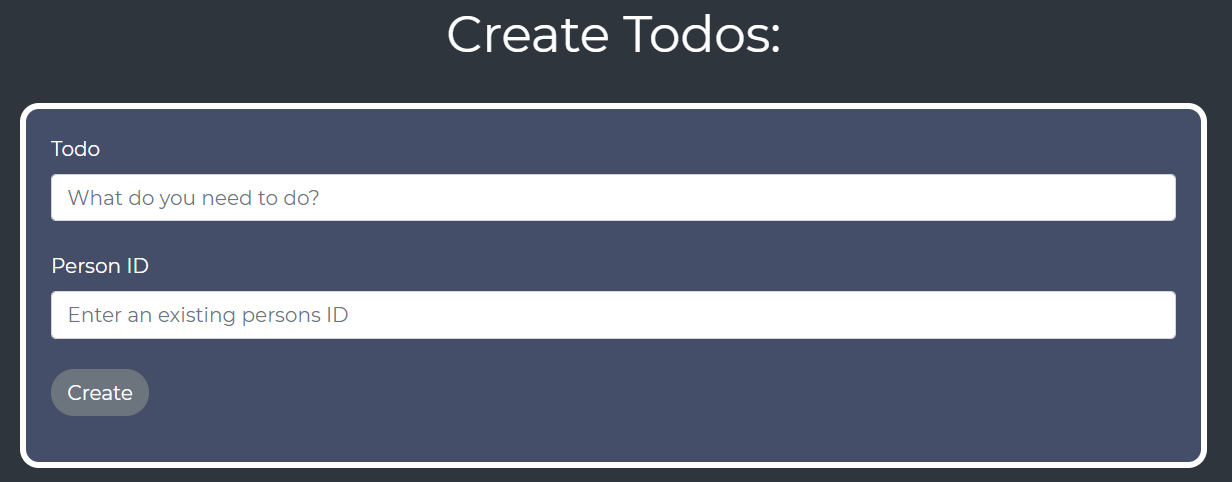 Create Todos:
Todo
What do you need to do?
Person ID
Enter an existing persons ID
Create